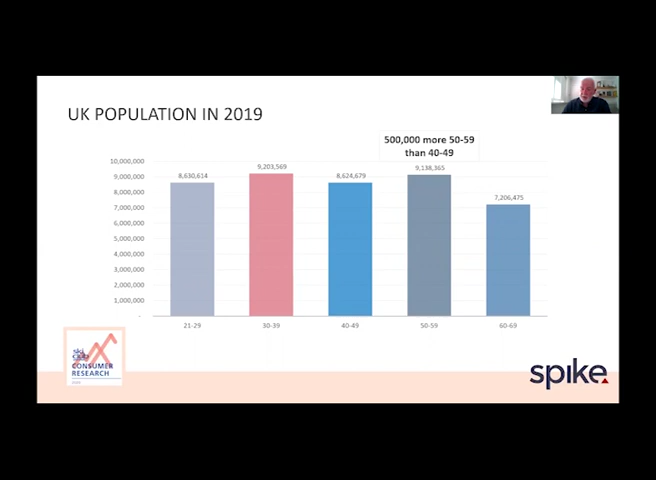 UK POPULATION IN 2019
500,000 more 50-59
than 40-49
10,000,000
9,000,000
8,000,000
7,000,000
6,000,000
5,000,000
4,000,000
3,000,000
2,000,000
1,000,000
-
8,630,614
9,203,569
8,624,679
9,138,365
7,206,475
21-29
30-39
40-49
50-59
60-69
ski
club
CONSUMER
RESEARCH
spike